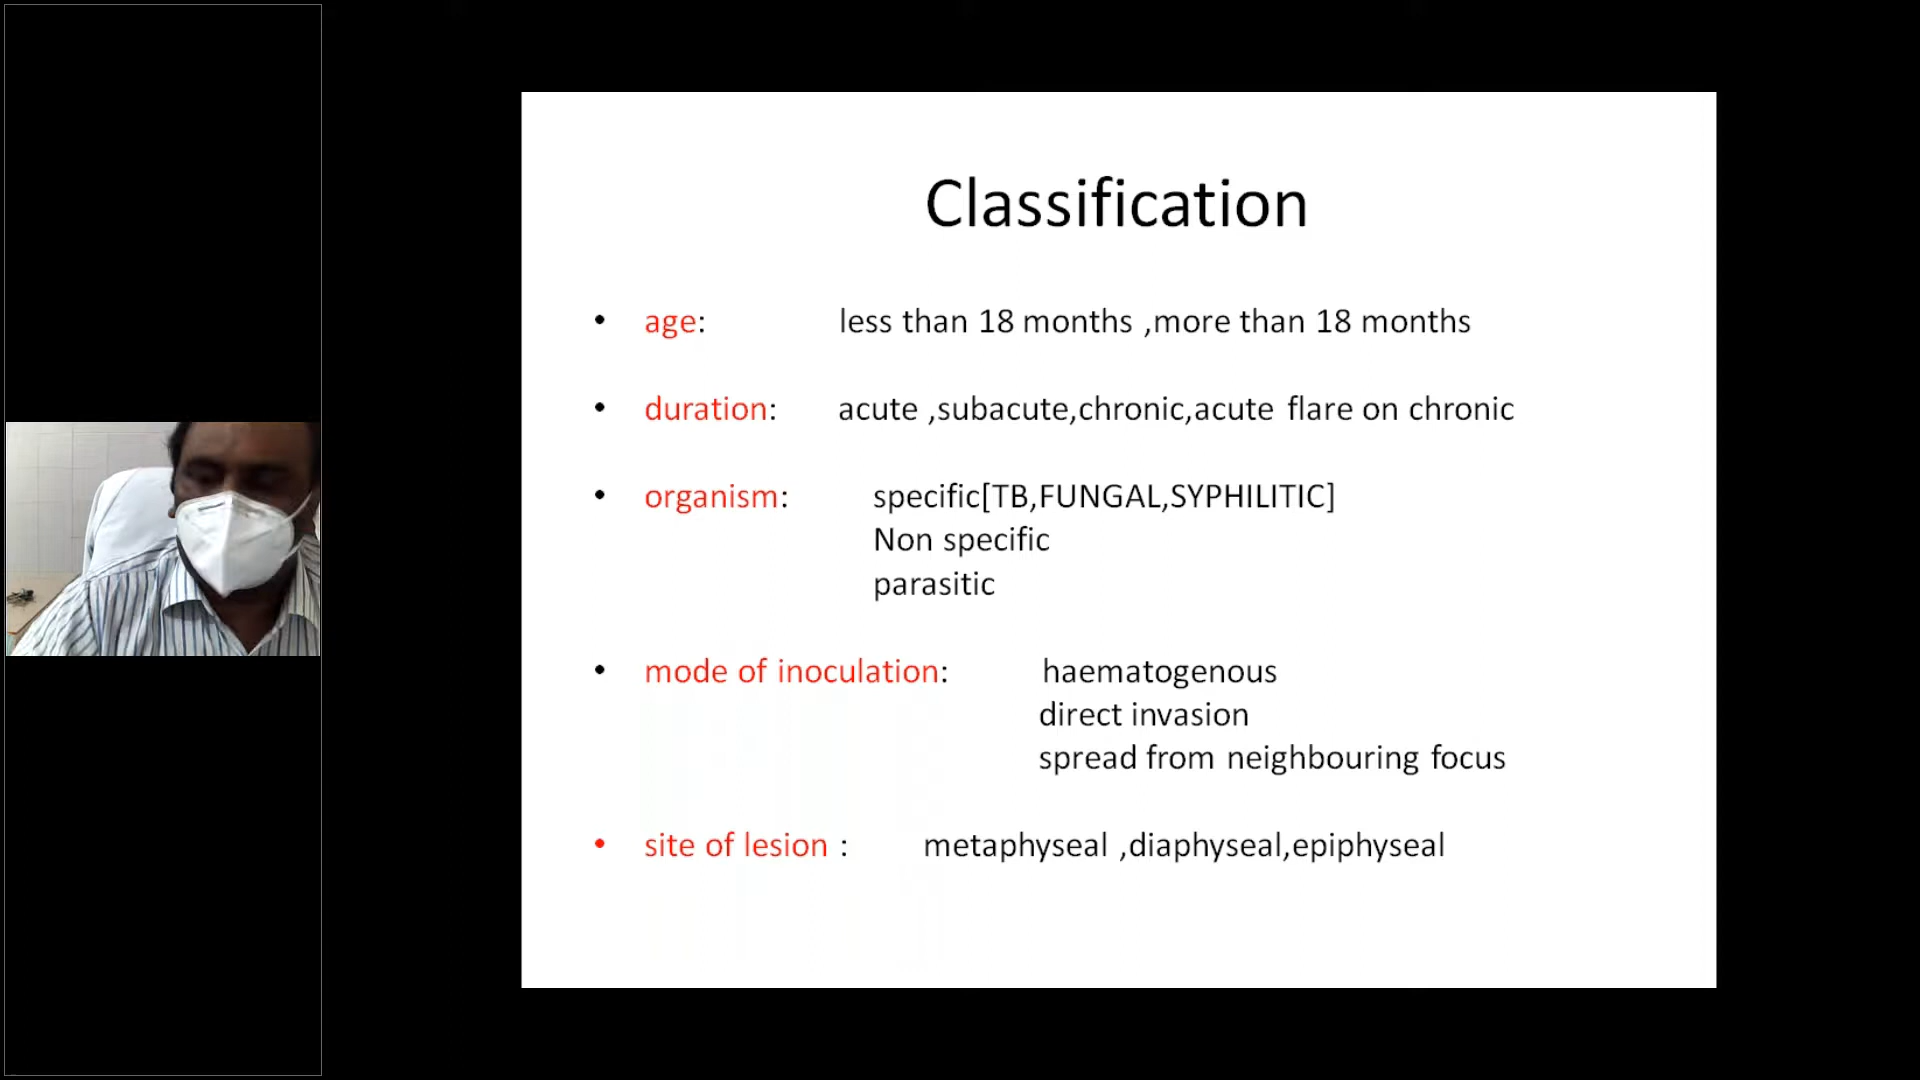 Classification
• age: less than 18 months ,more than 18 months
• duration: acute ,subacute,chronic,acute flare on chronic
• organism: specific[TB,FUNGAL,SYPHILITIC]
Non specific
parasitic
• mode of inoculation: haematogenous
direct invasion
spread from neighbouring focus
• site of lesion : metaphyseal ,diaphyseal,epiphyseal